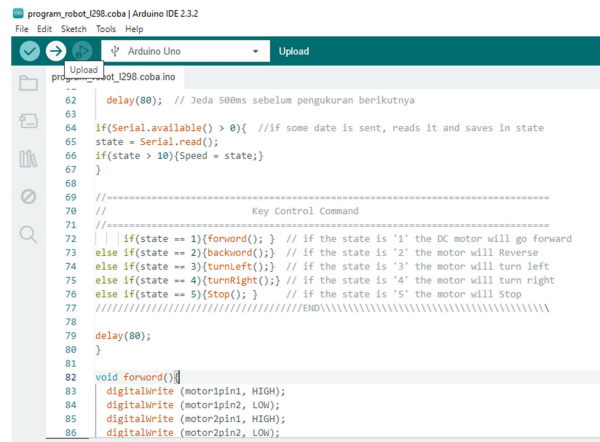 program_robot_l298.coba | Arduino IDE 2.3.2
File Edit Sketch Tools Help
Arduino Uno
Upload
Upload
program_robot_l298.coba.ino
62 delay(80); // Jeda 500ms sebelum pengukuran berikutnya
63
64 if(Serial.available() > 0){ //if some date is sent, reads it and saves in state
65 state = Serial.read();
66 if(state > 10){Speed = state;}
67 }
68
69 //==============================================================================
70 // Key Control Command
71 //==============================================================================
72 if(state == 1){forword(); } // if the state is '1' the DC motor will go forward
73 else if(state == 2){backword();} // if the state is '2' the motor will Reverse
74 else if(state == 3){turnLeft();} // if the state is '3' the motor will turn left
75 else if(state == 4){turnRight();} // if the state is '4' the motor will turn right
76 else if(state == 5){Stop(); } // if the state is '5' the motor will Stop
77 /////////////////////////////////////END\\\\\\\\\\\\\\\\\\\\\\\\\\\\\\\\\\\\\\\\\
78
79 delay(80);
80 }
81
82 void forword(){
83 digitalWrite (motor1pin1, HIGH);
84 digitalWrite (motor1pin2, LOW);
85 digitalWrite (motor2pin1, HIGH);
86 digitalWrite (motor2pin2, LOW);